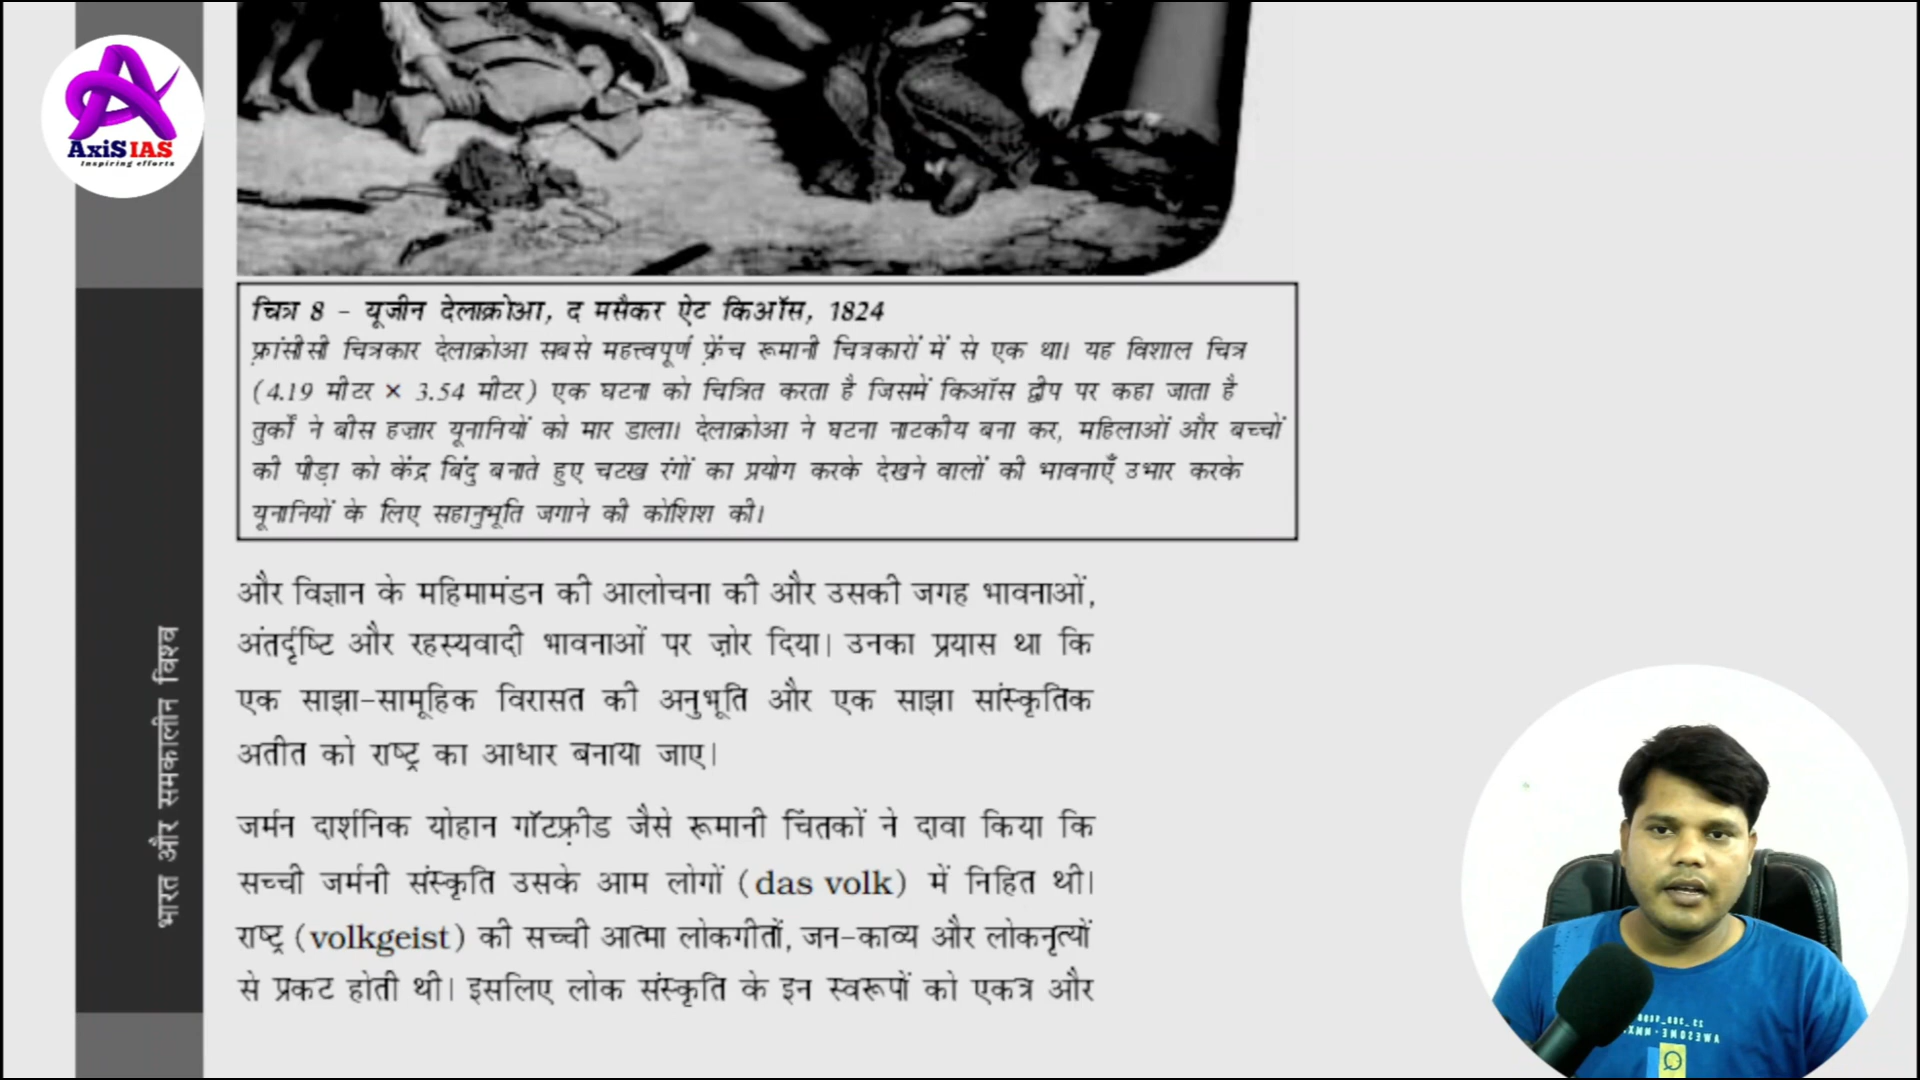 AxiS IAS
Inspiring efforts
चित्र 8 – यूजीन देलाक्रोआ, द मसैकर ऐट किऑस, 1824
फ़्रांसीसी चित्रकार देलाक्रोआ सबसे महत्त्वपूर्ण फ़्रेंच रूमानी चित्रकारों में से एक था। यह विशाल चित्र
(4.19 मीटर × 3.54 मीटर) एक घटना को चित्रित करता है जिसमें किऑस द्वीप पर कहा जाता है
तुर्कों ने बीस हज़ार यूनानियों को मार डाला। देलाक्रोआ ने घटना नाटकीय बना कर, महिलाओं और बच्चों
की पीड़ा को केंद्र बिंदु बनाते हुए चटख रंगों का प्रयोग करके देखने वालों की भावनाएँ उभार करके
यूनानियों के लिए सहानुभूति जगाने की कोशिश की।
और विज्ञान के महिमामंडन की आलोचना की और उसकी जगह भावनाओं,
अंतर्दृष्टि और रहस्यवादी भावनाओं पर ज़ोर दिया। उनका प्रयास था कि
एक साझा-सामूहिक विरासत की अनुभूति और एक साझा सांस्कृतिक
अतीत को राष्ट्र का आधार बनाया जाए।
जर्मन दार्शनिक योहान गॉटफ़्रीड जैसे रूमानी चिंतकों ने दावा किया कि
सच्ची जर्मनी संस्कृति उसके आम लोगों (das volk) में निहित थी।
राष्ट्र (volkgeist) की सच्ची आत्मा लोकगीतों, जन-काव्य और लोकनृत्यों
से प्रकट होती थी। इसलिए लोक संस्कृति के इन स्वरूपों को एकत्र और
भारत और समकालीन विश्व